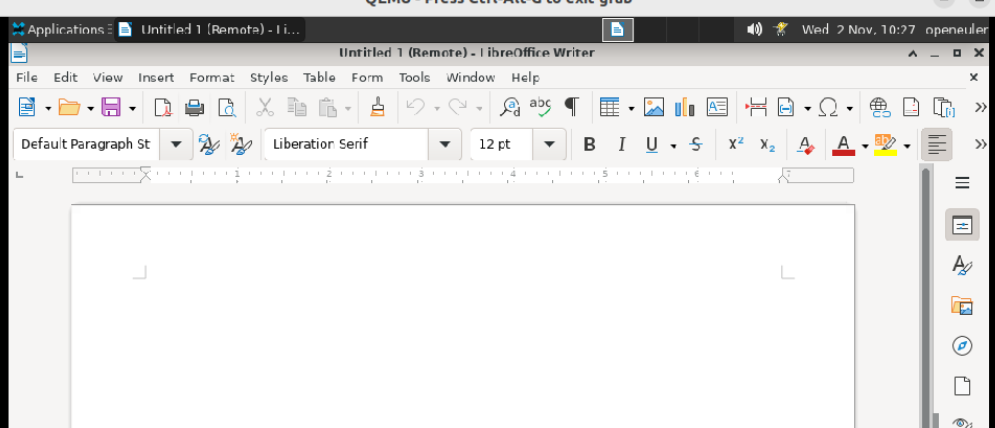 QEMU - Press Ctrl-Alt-G to exit grab
Applications Untitled 1 (Remote) - Li... Wed 2 Nov, 10:27 openeuler
Untitled 1 (Remote) - LibreOffice Writer
File Edit View Insert Format Styles Table Form Tools Window Help
Default Paragraph St Liberation Serif 12 pt B I U S X² X₂ A A
1 2 3 4 5 6 7